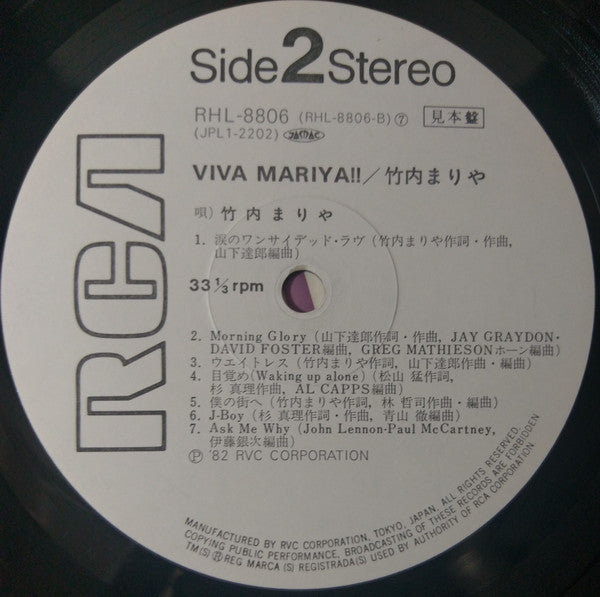 Side 2 Stereo
RHL-8806 (RHL-8806-B) ⑦ 見本盤
(JPL1-2202) JASRAC
RCA
VIVA MARIYA!!／竹内まりや
唄) 竹内まりや
1. 涙のワンサイデッド・ラヴ (竹内まりや作詞・作曲,
山下達郎編曲)
33 1/3 rpm
2. Morning Glory (山下達郎作詞・作曲, JAY GRAYDON・
DAVID FOSTER編曲, GREG MATHIESONホーン編曲)
3. ウエイトレス (竹内まりや作詞, 山下達郎作曲・編曲)
4. 目覚め(Waking up alone) (松山 猛作詞,
杉 真理作曲, AL CAPPS編曲)
5. 僕の街へ (竹内まりや作詞, 林 哲司作曲・編曲)
6. J-Boy (杉 真理作詞・作曲, 青山 徹編曲)
7. Ask Me Why (John Lennon-Paul McCartney,
伊藤銀次編曲)
Ⓟ '82 RVC CORPORATION
MANUFACTURED BY RVC CORPORATION, TOKYO, JAPAN. ALL RIGHTS RESERVED.
COPYING PUBLIC PERFORMANCE, BROADCASTING OF THESE RECORDS ARE FORBIDDEN
TM(S) ® REG MARCA (S) REGISTRADA(S) USED BY AUTHORITY OF RCA CORPORATION.